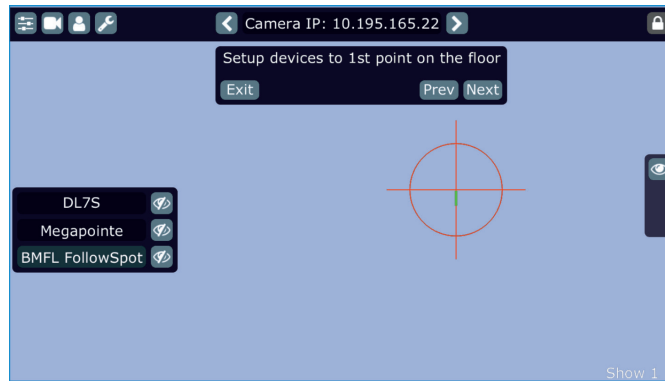 Camera IP: 10.195.165.22
Setup devices to 1st point on the floor
Exit Prev Next
DL7S
Megapointe
BMFL FollowSpot
Show 1